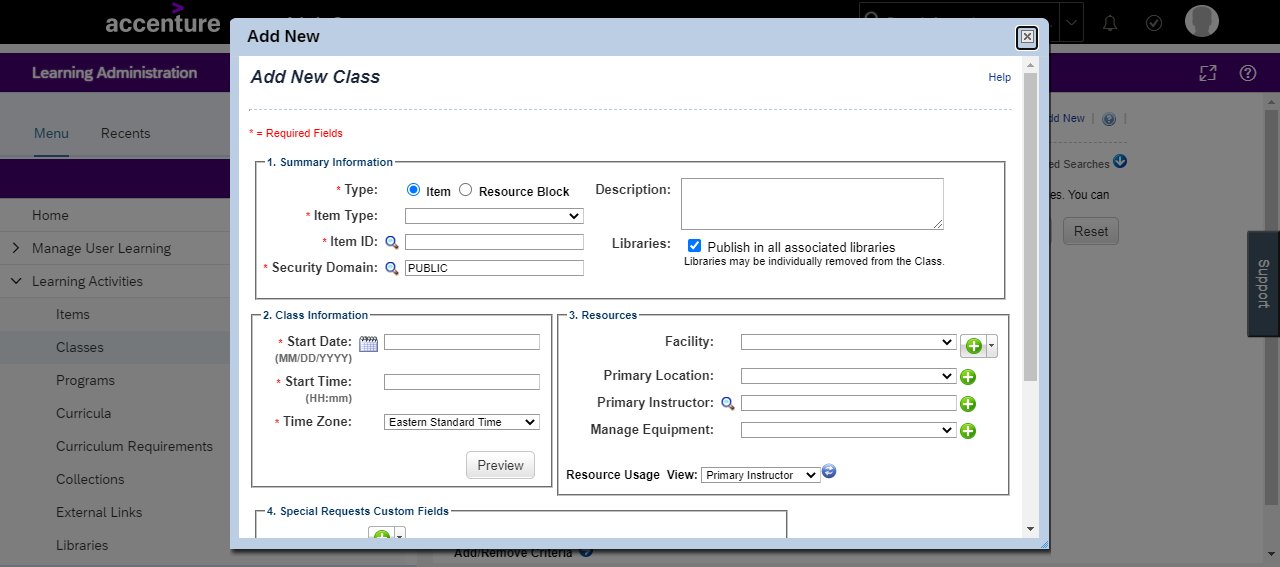 accenture
Learning Administration
Menu
Recents
Home
Manage User Learning
Learning Activities
Items
Classes
Programs
Curricula
Curriculum Requirements
Collections
External Links
Libraries
Add New
Add New Class
Help
* = Required Fields
1. Summary Information
* Type: Item Resource Block
* Item Type:
* Item ID:
* Security Domain: PUBLIC
Description:
Libraries: Publish in all associated libraries
Libraries may be individually removed from the Class.
2. Class Information
* Start Date:
(MM/DD/YYYY)
* Start Time:
(HH:mm)
* Time Zone: Eastern Standard Time
Preview
3. Resources
Facility:
Primary Location:
Primary Instructor:
Manage Equipment:
Resource Usage View: Primary Instructor
4. Special Requests Custom Fields
dd New
ed Searches
es. You can
Reset
Support
Add/Remove Criteria